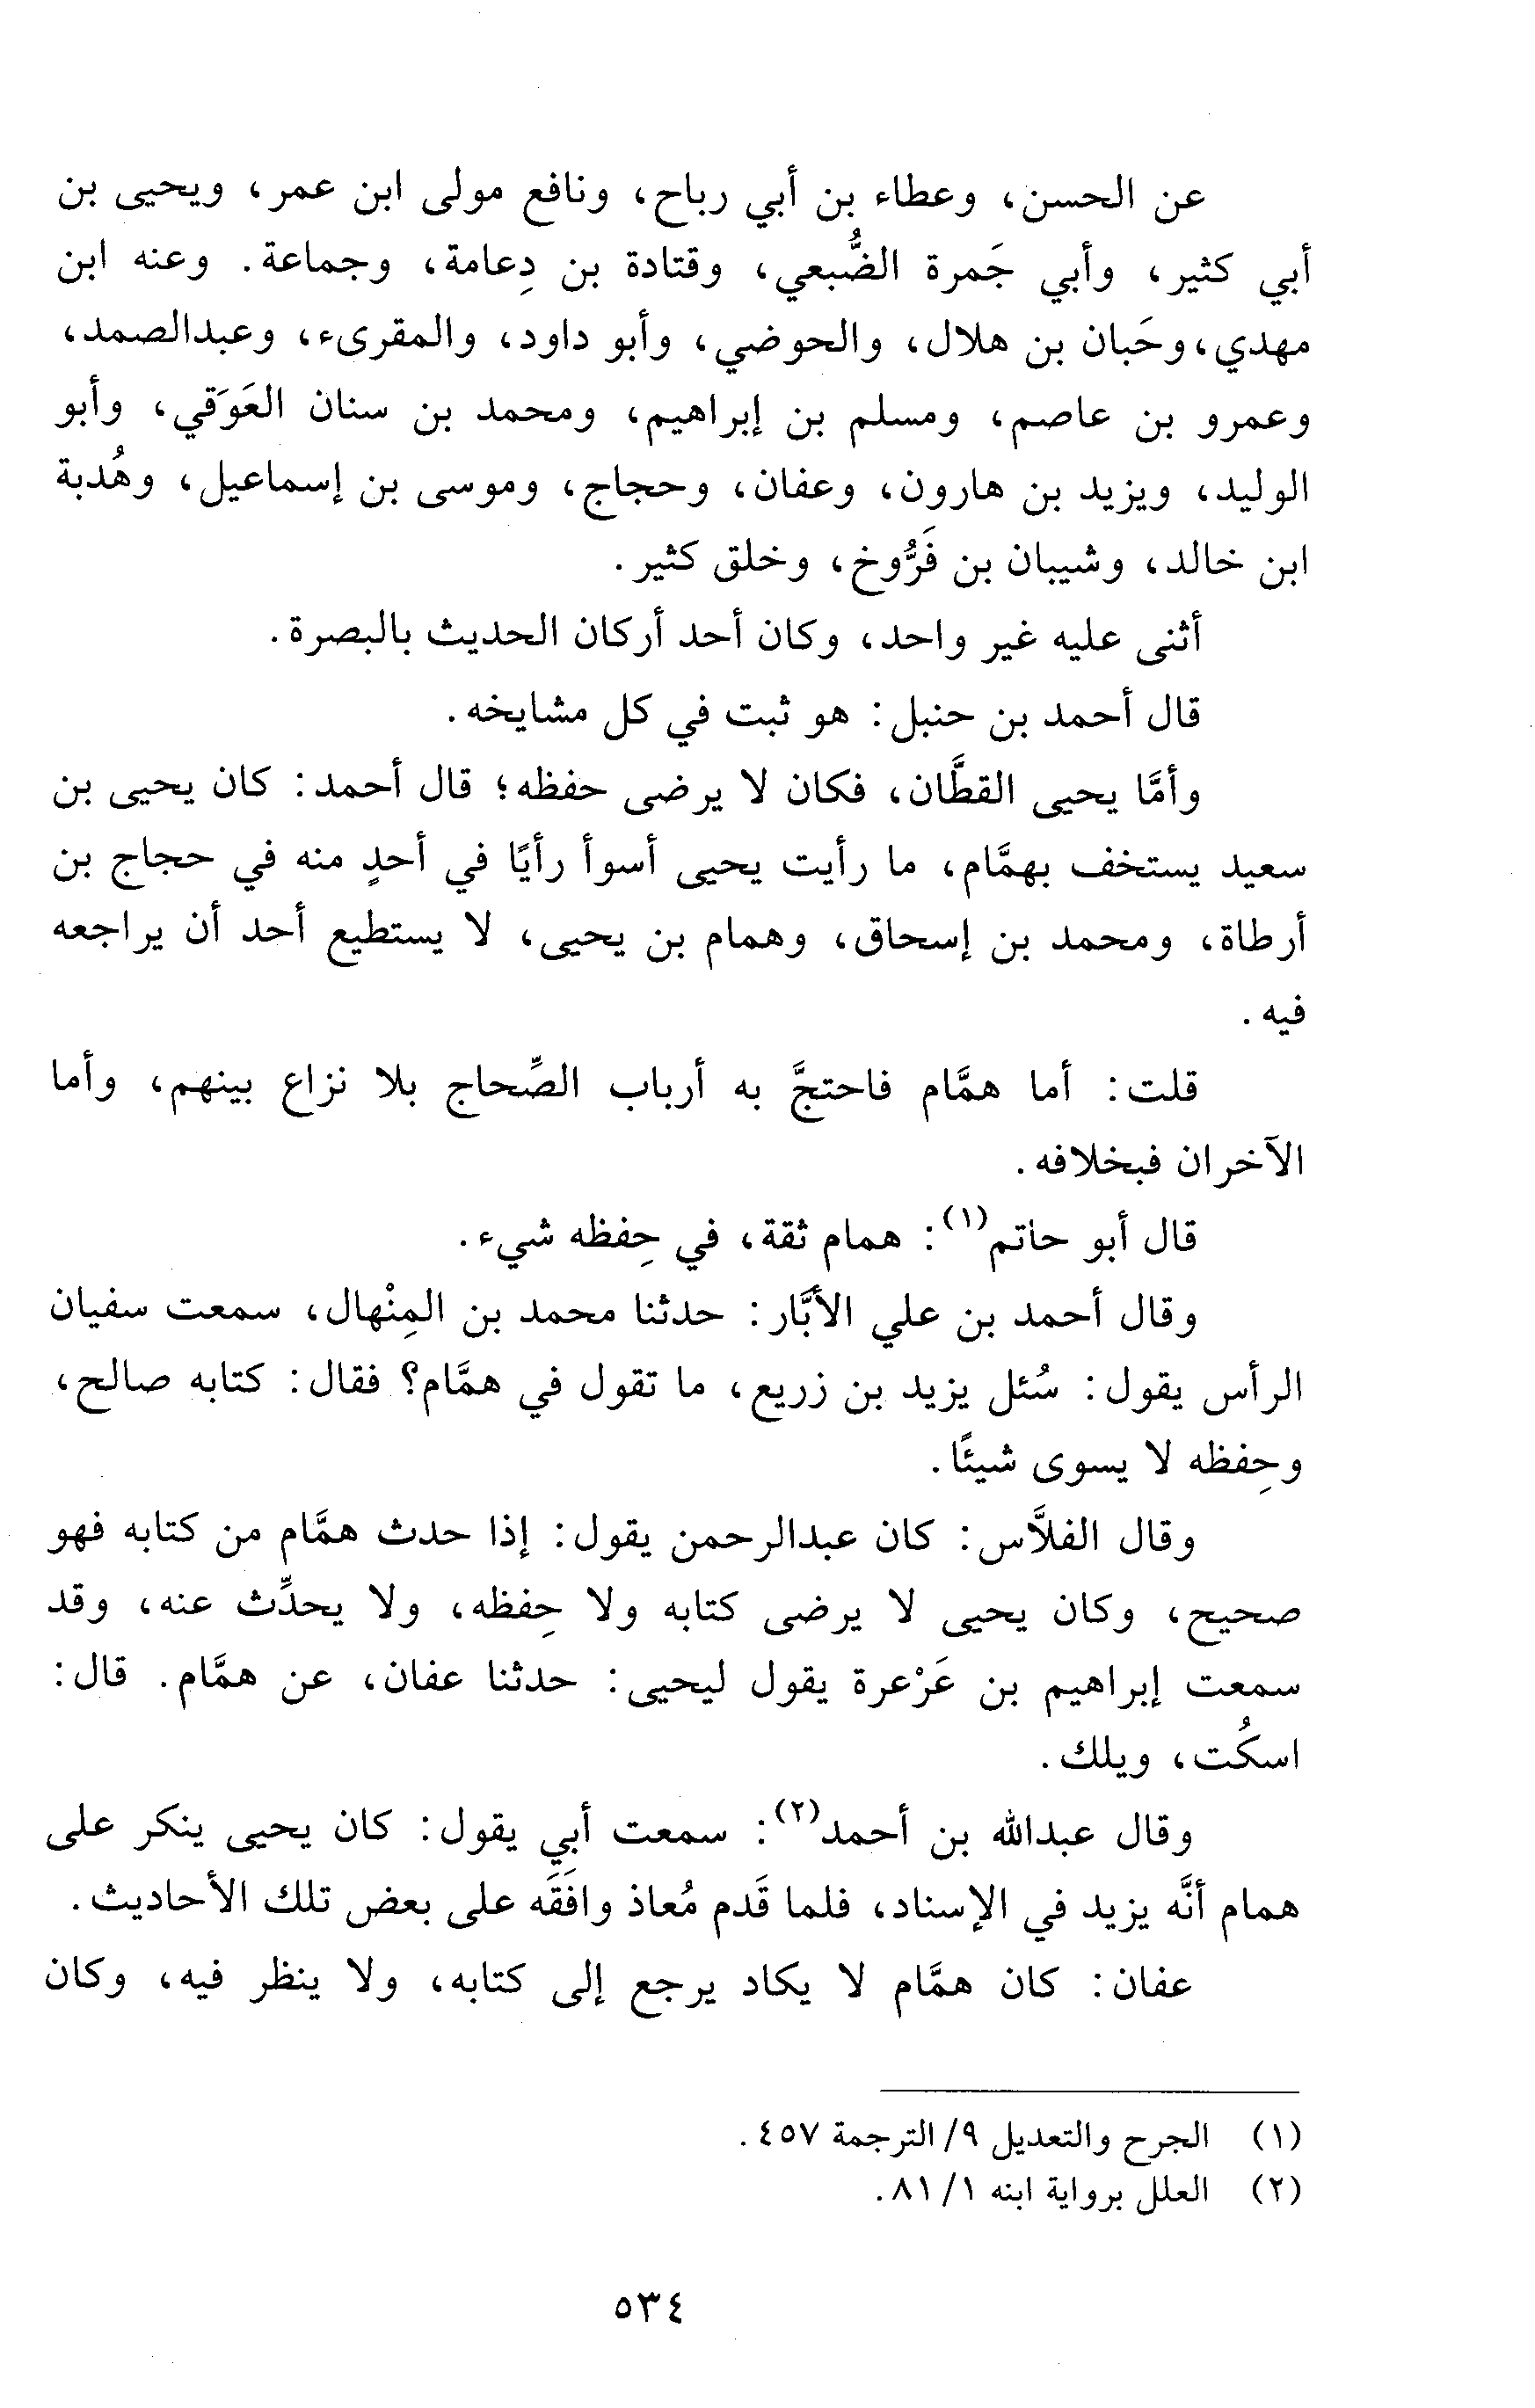 عن الحسن، وعطاء بن أبي رباح، ونافع مولى ابن عمر، ويحيى بن
أبي كثير، وأبي جَمرة الضُّبعي، وقتادة بن دِعامة، وجماعة. وعنه ابن
مهدي، وحَبان بن هلال، والحوضي، وأبو داود، والمقرىء، وعبدالصمد،
وعمرو بن عاصم، ومسلم بن إبراهيم، ومحمد بن سنان العَوَقي، وأبو
الوليد، ويزيد بن هارون، وعفان، وحجاج، وموسى بن إسماعيل، وهُدبة
ابن خالد، وشيبان بن فَرُّوخ، وخلق كثير.
أثنى عليه غير واحد، وكان أحد أركان الحديث بالبصرة.
قال أحمد بن حنبل: هو ثبت في كل مشايخه.
وأمَّا يحيى القطَّان، فكان لا يرضى حفظه؛ قال أحمد: كان يحيى بن
سعيد يستخف بهمَّام، ما رأيت يحيى أسوأ رأيًا في أحدٍ منه في حجاج بن
أرطاة، ومحمد بن إسحاق، وهمام بن يحيى، لا يستطيع أحد أن يراجعه
فيه.
قلت: أما همَّام فاحتجَّ به أرباب الصِّحاح بلا نزاع بينهم، وأما
الآخران فبخلافه.
قال أبو حاتم(١): همام ثقة، في حِفظه شيء.
وقال أحمد بن علي الأبَّار: حدثنا محمد بن المِنْهال، سمعت سفيان
الرأس يقول: سُئل يزيد بن زريع، ما تقول في همَّام؟ فقال: كتابه صالح،
وحِفظه لا يسوى شيئًا.
وقال الفلاَّس: كان عبدالرحمن يقول: إذا حدث همَّام من كتابه فهو
صحيح، وكان يحيى لا يرضى كتابه ولا حِفظه، ولا يحدِّث عنه، وقد
سمعت إبراهيم بن عَرْعرة يقول ليحيى: حدثنا عفان، عن همَّام. قال:
اسكُت، ويلك.
وقال عبدالله بن أحمد(٢): سمعت أبي يقول: كان يحيى ينكر على
همام أنَّه يزيد في الإسناد، فلما قَدم مُعاذ وافَقَه على بعض تلك الأحاديث.
عفان: كان همَّام لا يكاد يرجع إلى كتابه، ولا ينظر فيه، وكان
(١) الجرح والتعديل ٩/ الترجمة ٤٥٧.
(٢) العلل برواية ابنه ١/ ٨١.
٥٣٤